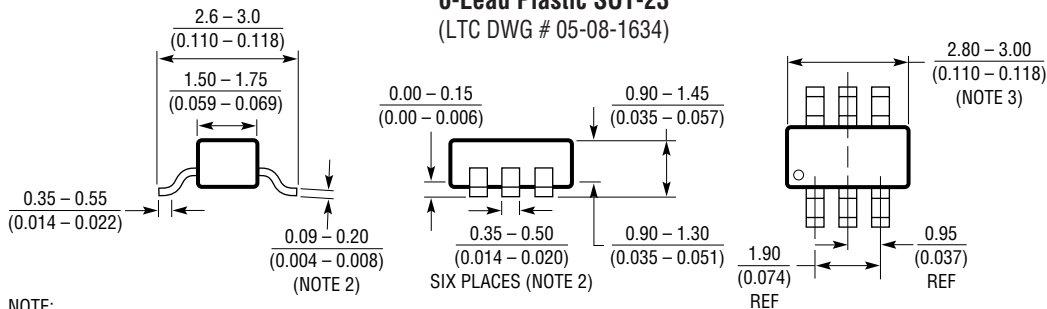 6-Lead Plastic SOT-23
(LTC DWG # 05-08-1634)
2.6 – 3.0
(0.110 – 0.118)
1.50 – 1.75
(0.059 – 0.069)
0.35 – 0.55
(0.014 – 0.022)
0.09 – 0.20
(0.004 – 0.008)
(NOTE 2)
0.00 – 0.15
(0.00 – 0.006)
0.90 – 1.45
(0.035 – 0.057)
0.35 – 0.50
(0.014 – 0.020)
SIX PLACES (NOTE 2)
0.90 – 1.30
(0.035 – 0.051)
2.80 – 3.00
(0.110 – 0.118)
(NOTE 3)
1.90
(0.074)
REF
0.95
(0.037)
REF
NOTE: